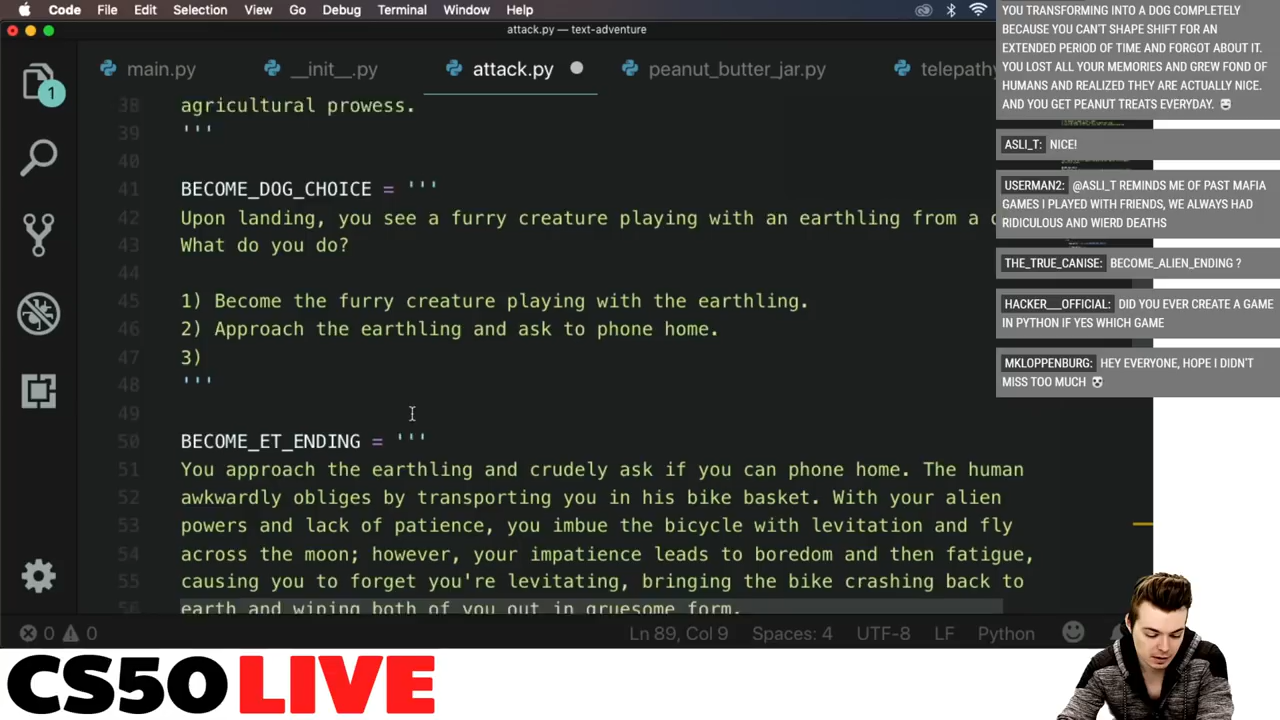 Code File Edit Selection View Go Debug Terminal Window Help
attack.py — text-adventure
main.py __init__.py attack.py peanut_butter_jar.py telepathy
1
38 agricultural prowess.
39 '''
40
41 BECOME_DOG_CHOICE = '''
42 Upon landing, you see a furry creature playing with an earthling from a
43 What do you do?
44
45 1) Become the furry creature playing with the earthling.
46 2) Approach the earthling and ask to phone home.
47 3)
48 '''
49
50 BECOME_ET_ENDING = '''
51 You approach the earthling and crudely ask if you can phone home. The human
52 awkwardly obliges by transporting you in his bike basket. With your alien
53 powers and lack of patience, you imbue the bicycle with levitation and fly
54 across the moon; however, your impatience leads to boredom and then fatigue,
55 causing you to forget you're levitating, bringing the bike crashing back to
56 earth and wiping both of you out in gruesome form.
0 0 Ln 89, Col 9 Spaces: 4 UTF-8 LF Python
YOU TRANSFORMING INTO A DOG COMPLETELY
BECAUSE YOU CAN'T SHAPE SHIFT FOR AN
EXTENDED PERIOD OF TIME AND FORGOT ABOUT IT.
YOU LOST ALL YOUR MEMORIES AND GREW FOND OF
HUMANS AND REALIZED THEY ARE ACTUALLY NICE.
AND YOU GET PEANUT TREATS EVERYDAY.
ASLI_T: NICE!
USERMAN2: @ASLI_T REMINDS ME OF PAST MAFIA
GAMES I PLAYED WITH FRIENDS, WE ALWAYS HAD
RIDICULOUS AND WIERD DEATHS
THE_TRUE_CANISE: BECOME_ALIEN_ENDING ?
HACKER__OFFICIAL: DID YOU EVER CREATE A GAME
IN PYTHON IF YES WHICH GAME
MKLOPPENBURG: HEY EVERYONE, HOPE I DIDN'T
MISS TOO MUCH
CS50 LIVE